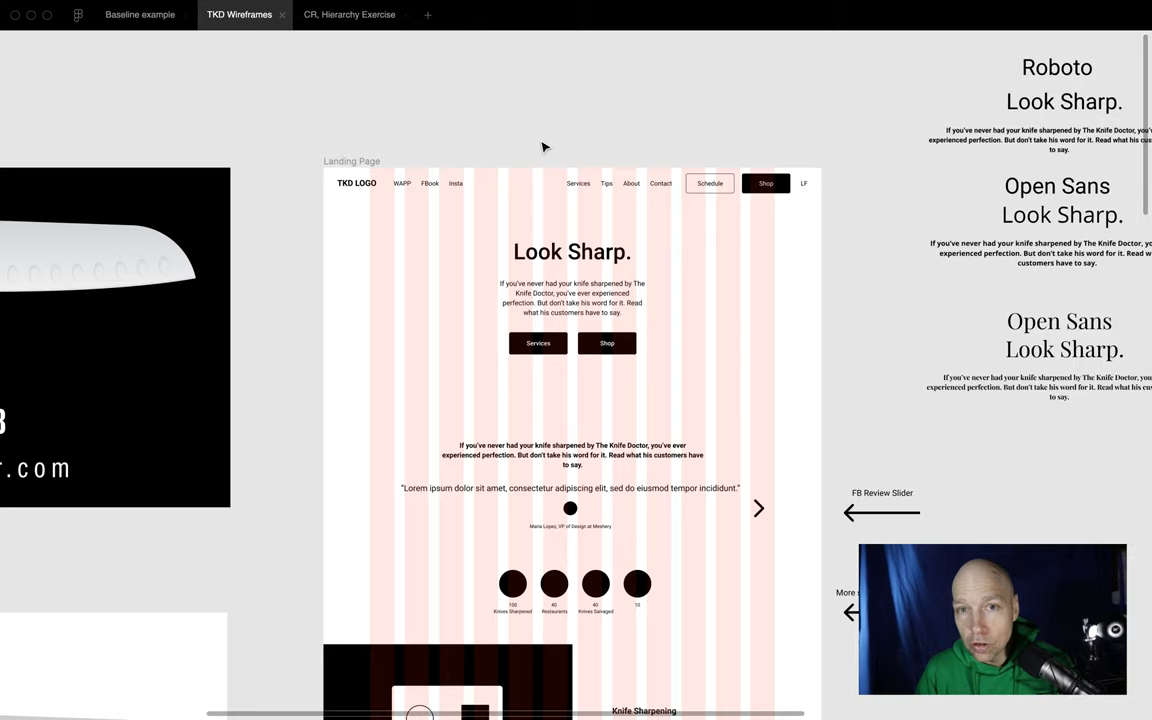 Baseline example
TKD Wireframes
CR, Hierarchy Exercise
Landing Page
TKD LOGO
WAPP
FBook
Insta
Services
Tips
About
Contact
Schedule
Shop
LF
Look Sharp.
If you've never had your knife sharpened by The
Knife Doctor, you've ever experienced
perfection. But don't take his word for it. Read
what his customers have to say.
Services
Shop
If you've never had your knife sharpened by The Knife Doctor, you've ever
experienced perfection. But don't take his word for it. Read what his customers have
to say.
"Lorem ipsum dolor sit amet, consectetur adipiscing elit, sed do eiusmod tempor incididunt."
Maria Lopez, VP of Design at Meshery
100
Knives Sharpened
40
Restaurants
40
Knives Salvaged
10
Knife Sharpening
r.com
Roboto
Look Sharp.
If you've never had your knife sharpened by The Knife Doctor, you'v
experienced perfection. But don't take his word for it. Read what his cus
to say.
Open Sans
Look Sharp.
If you've never had your knife sharpened by The Knife Doctor, yo
experienced perfection. But don't take his word for it. Read w
customers have to say.
Open Sans
Look Sharp.
If you've never had your knife sharpened by The Knife Doctor, you'v
experienced perfection. But don't take his word for it. Read what his cus
to say.
FB Review Slider
More